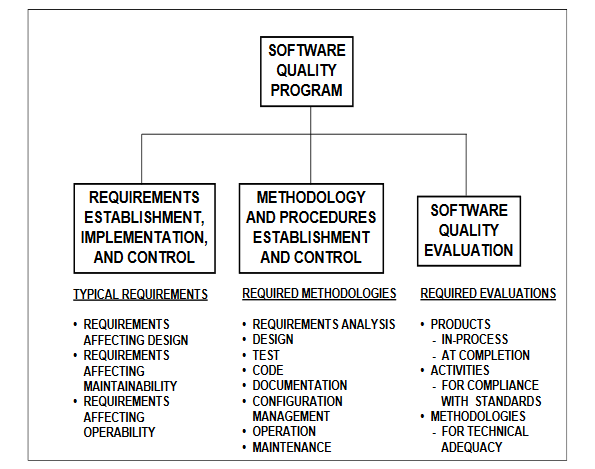 SOFTWARE
QUALITY
PROGRAM
REQUIREMENTS
ESTABLISHMENT,
IMPLEMENTATION,
AND CONTROL
METHODOLOGY
AND PROCEDURES
ESTABLISHMENT
AND CONTROL
SOFTWARE
QUALITY
EVALUATION
TYPICAL REQUIREMENTS
• REQUIREMENTS
AFFECTING DESIGN
• REQUIREMENTS
AFFECTING
MAINTAINABILITY
• REQUIREMENTS
AFFECTING
OPERABILITY
REQUIRED METHODOLOGIES
• REQUIREMENTS ANALYSIS
• DESIGN
• TEST
• CODE
• DOCUMENTATION
• CONFIGURATION
MANAGEMENT
• OPERATION
• MAINTENANCE
REQUIRED EVALUATIONS
• PRODUCTS
- IN-PROCESS
- AT COMPLETION
• ACTIVITIES
- FOR COMPLIANCE
WITH STANDARDS
• METHODOLOGIES
- FOR TECHNICAL
ADEQUACY